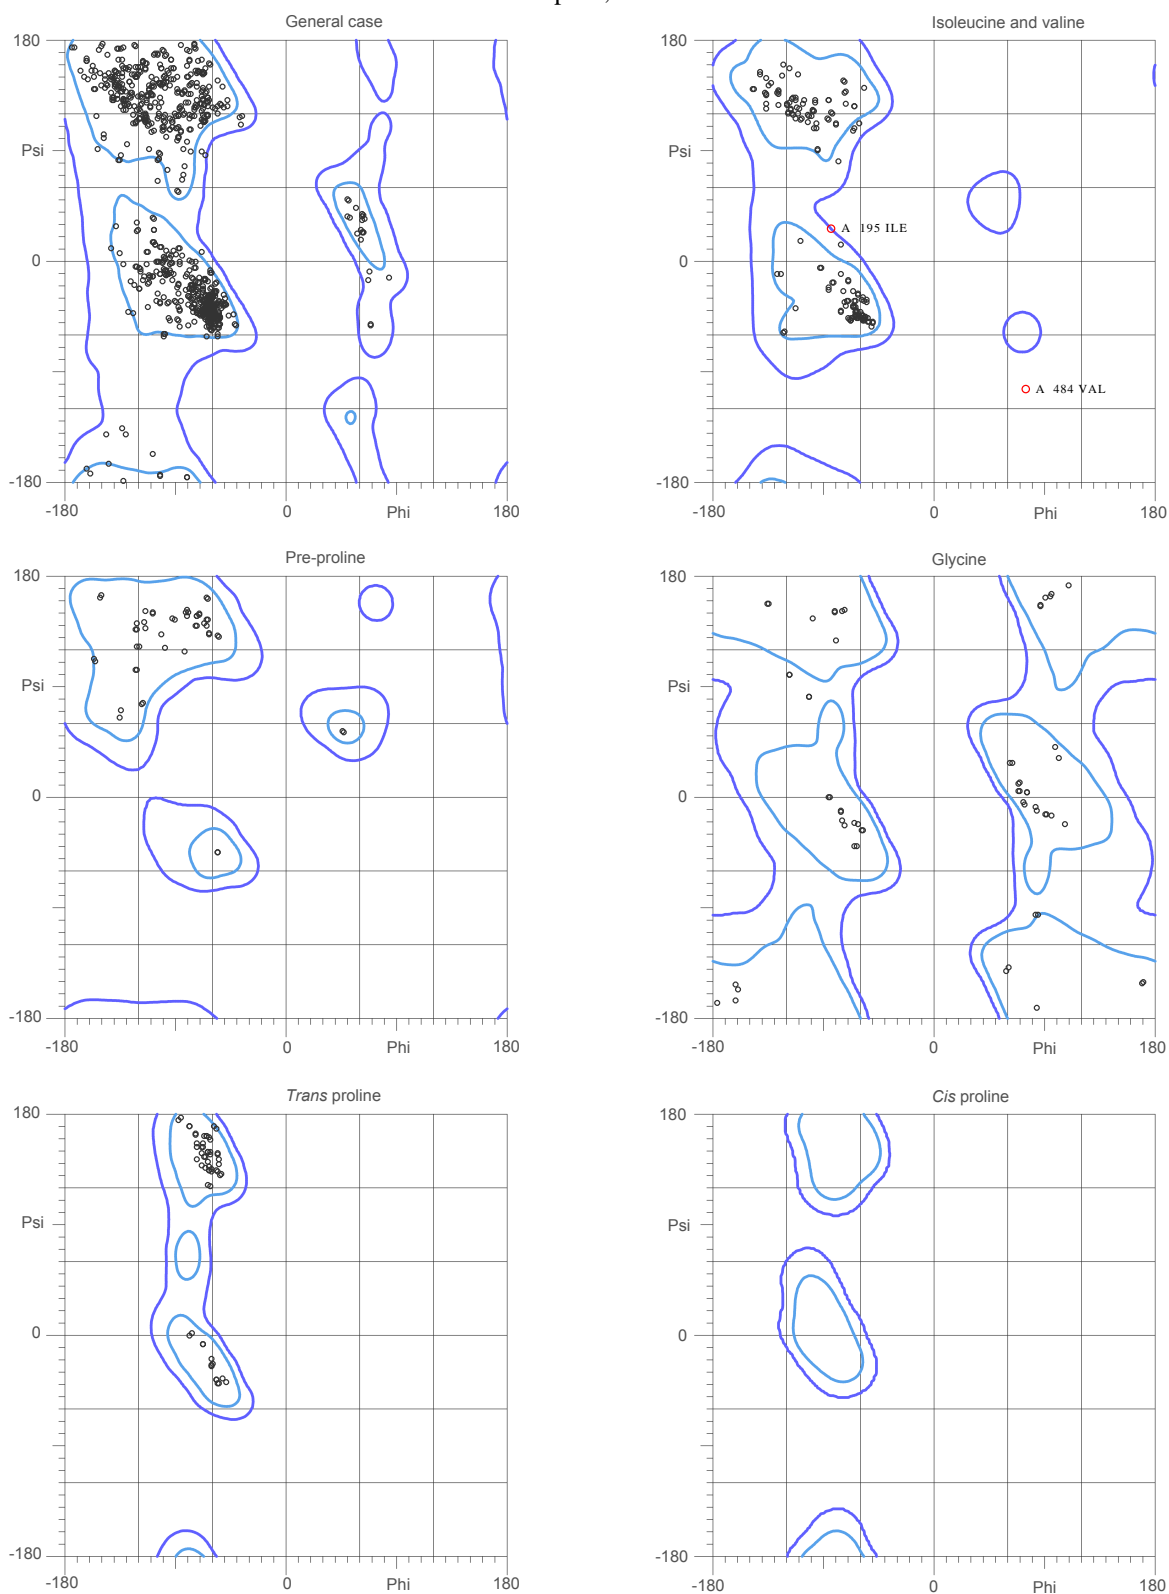 General case
180
Psi
0
-180
-180
0
Phi
180
Isoleucine and valine
180
Psi
0
-180
A 195 ILE
A 484 VAL
-180
0
Phi
180
Pre-proline
180
Psi
0
-180
-180
0
Phi
180
Glycine
180
Psi
0
-180
-180
0
Phi
180
Trans proline
180
Psi
0
-180
-180
0
Phi
180
Cis proline
180
Psi
0
-180
-180
0
Phi
180